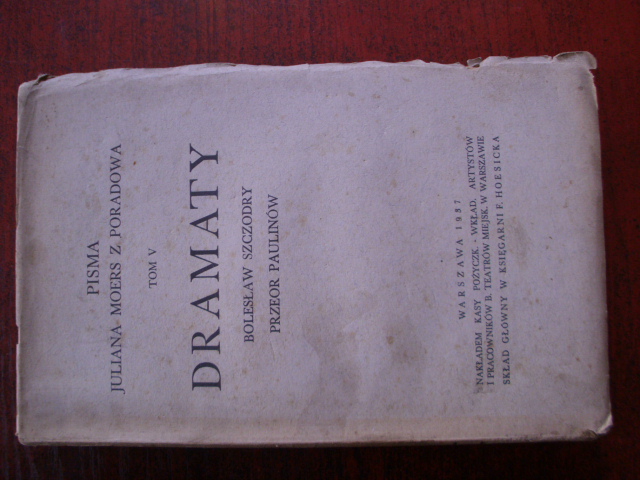 PISMA
JULIANA MOERS Z PORADOWA
TOM V
DRAMATY
BOLESŁAW SZCZODRY
PRZEOR PAULINÓW
WARSZAWA 1937
NAKŁADEM KASY POŻYCZK. - WKŁAD. ARTYSTÓW
I PRACOWNIKÓW B. TEATRÓW MIEJSK. W WARSZAWIE
SKŁAD GŁÓWNY W KSIĘGARNI F. HOESICKA